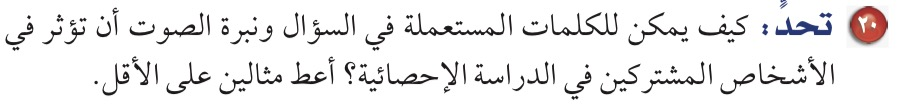 ٢٠ تحدٍّ: كيف يمكن للكلمات المستعملة في السؤال ونبرة الصوت أن تؤثر في
الأشخاص المشتركين في الدراسة الإحصائية؟ أعط مثالين على الأقل.